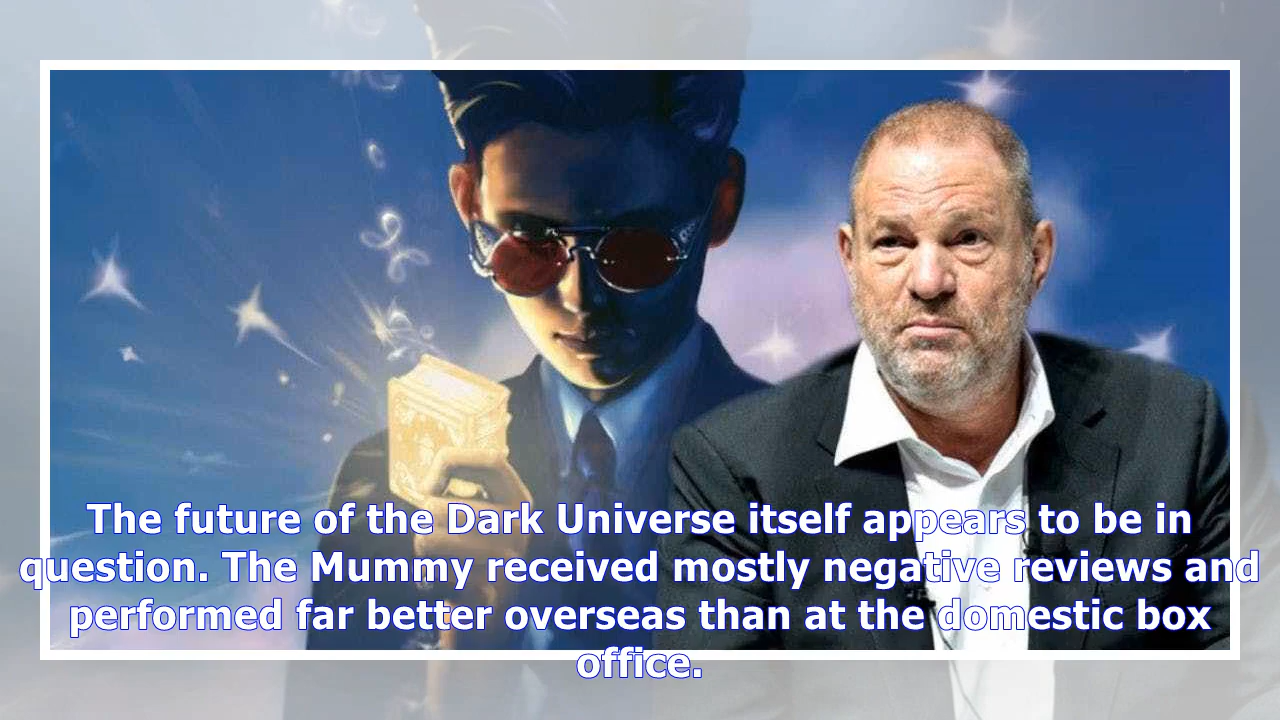 The future of the Dark Universe itself appears to be in
question. The Mummy received mostly negative reviews and
performed far better overseas than at the domestic box
office.